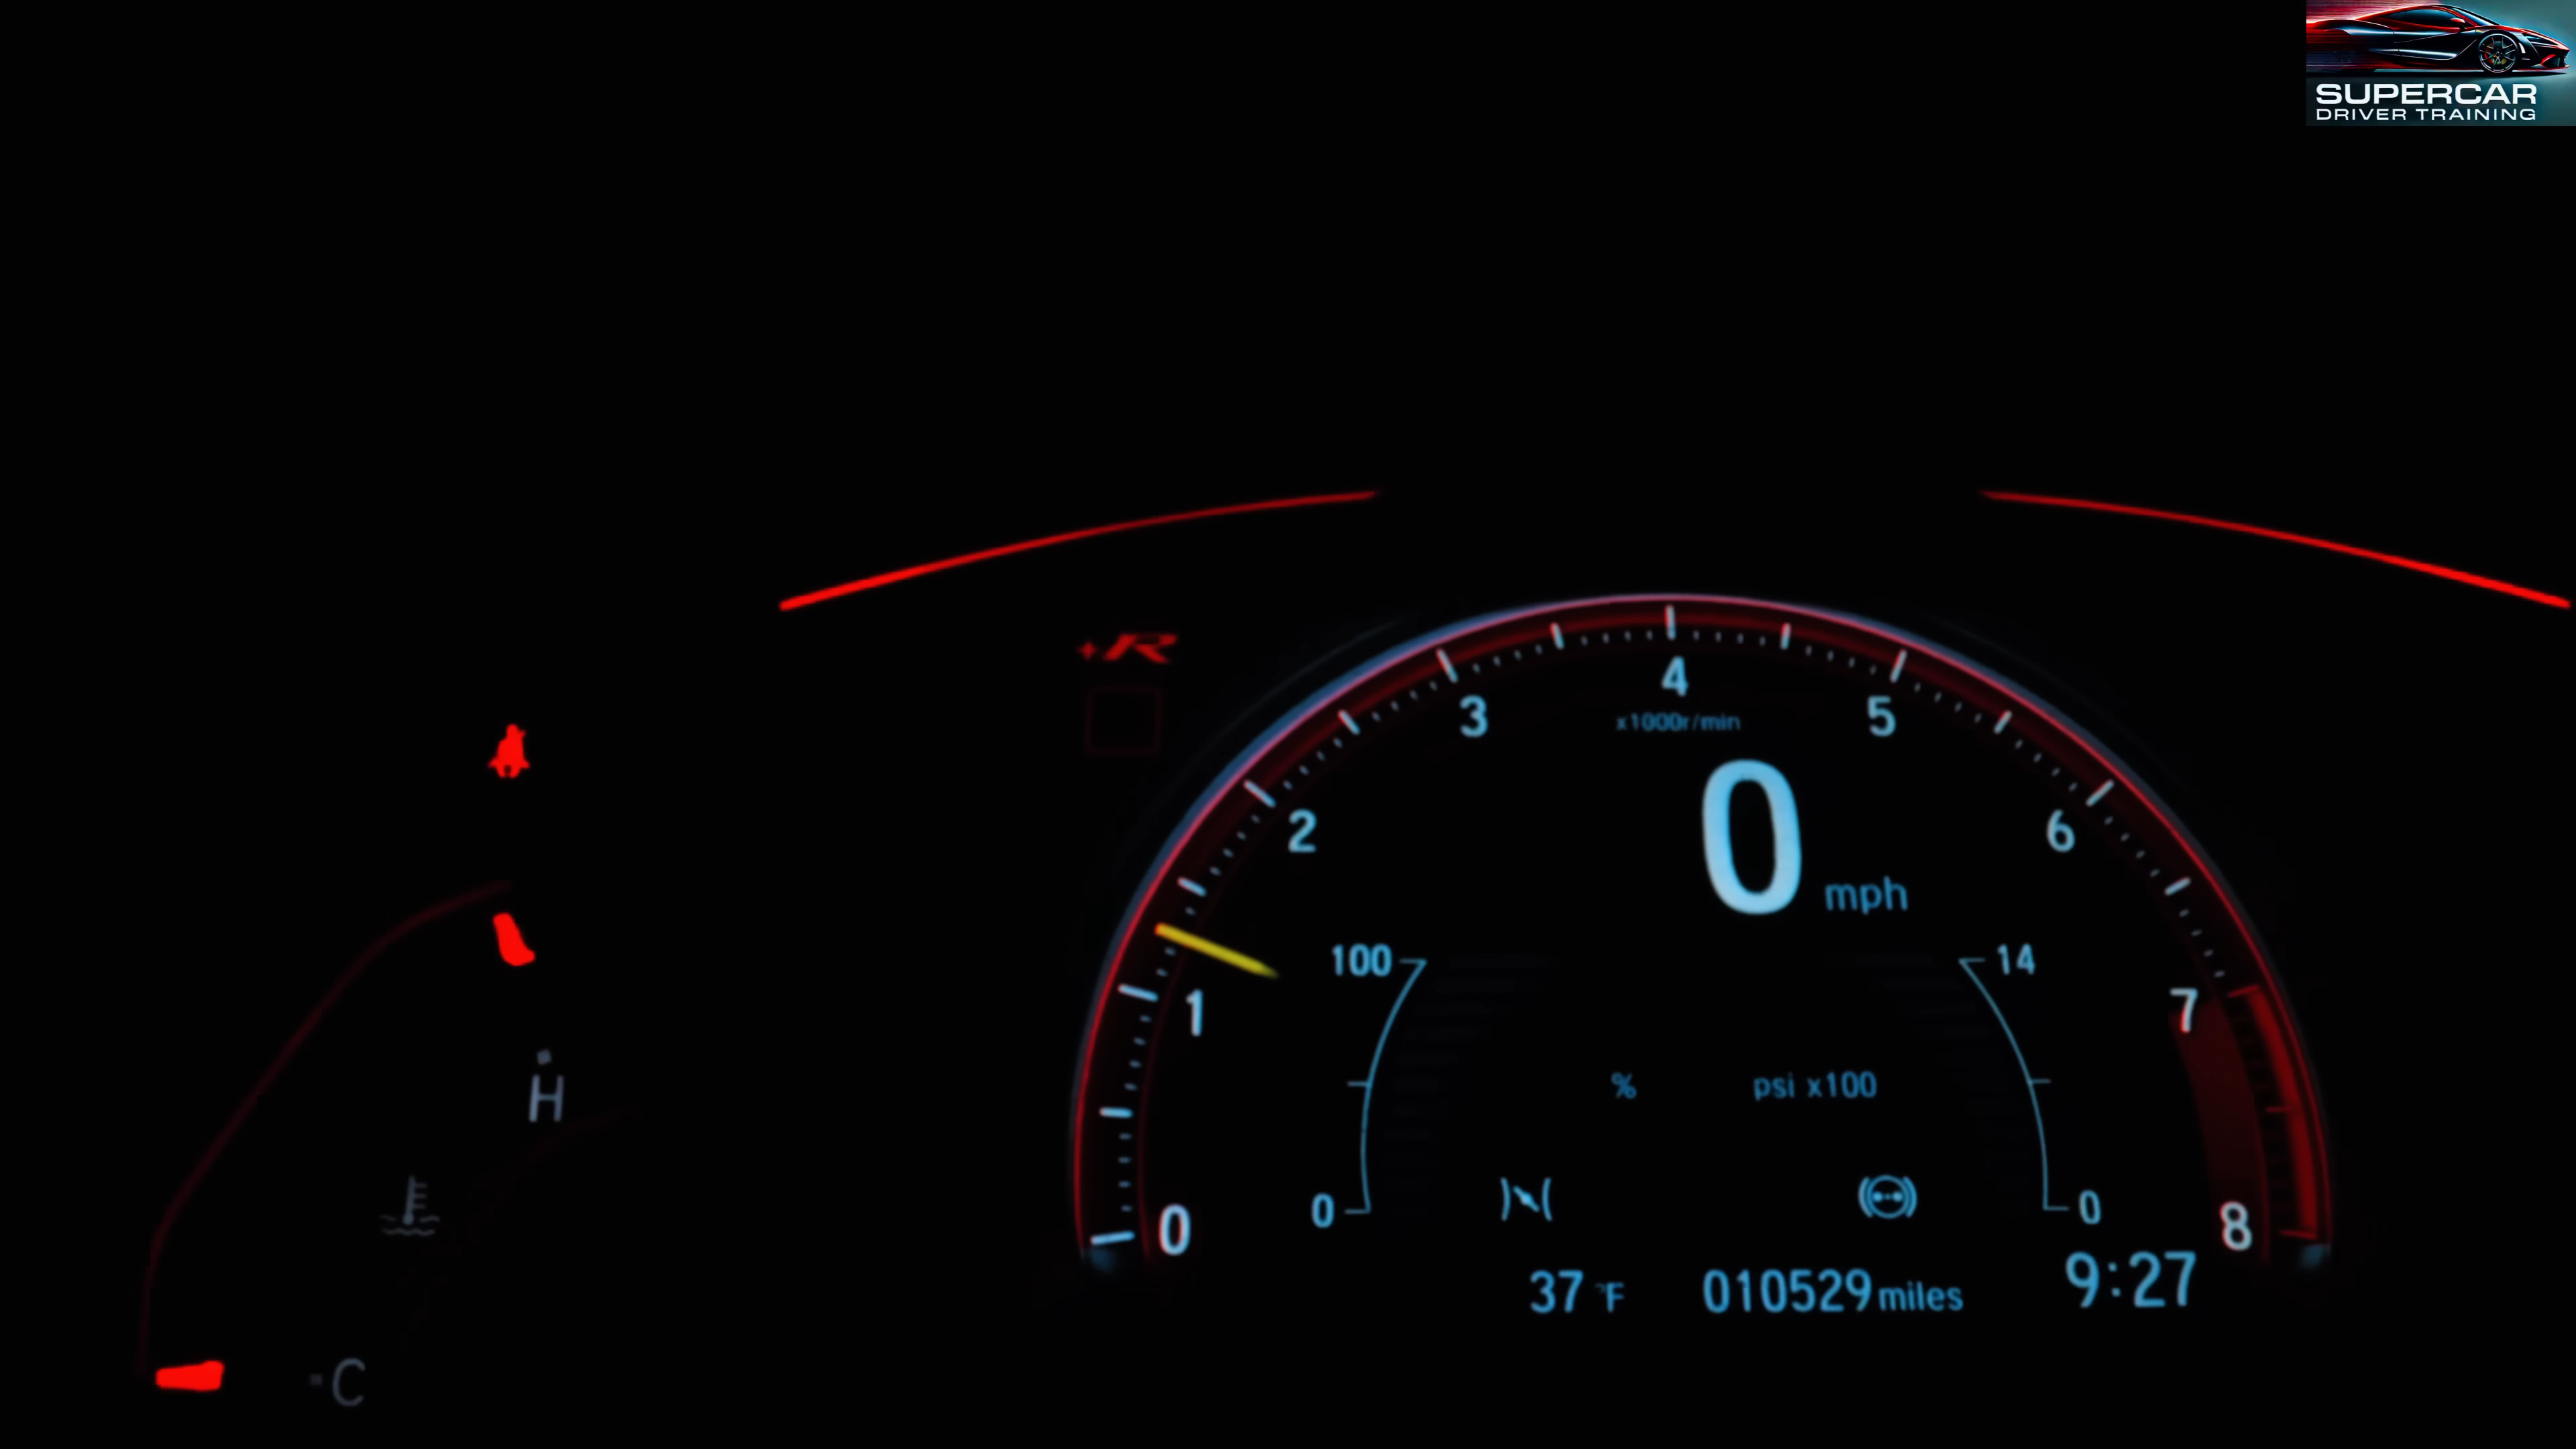 SUPERCAR
DRIVER TRAINING
+R
4
3
5
x1000r/min
2
0 mph
6
100
14
1
7
% psi x100
H
0
0
0
8
37 °F 010529 miles 9:27
C